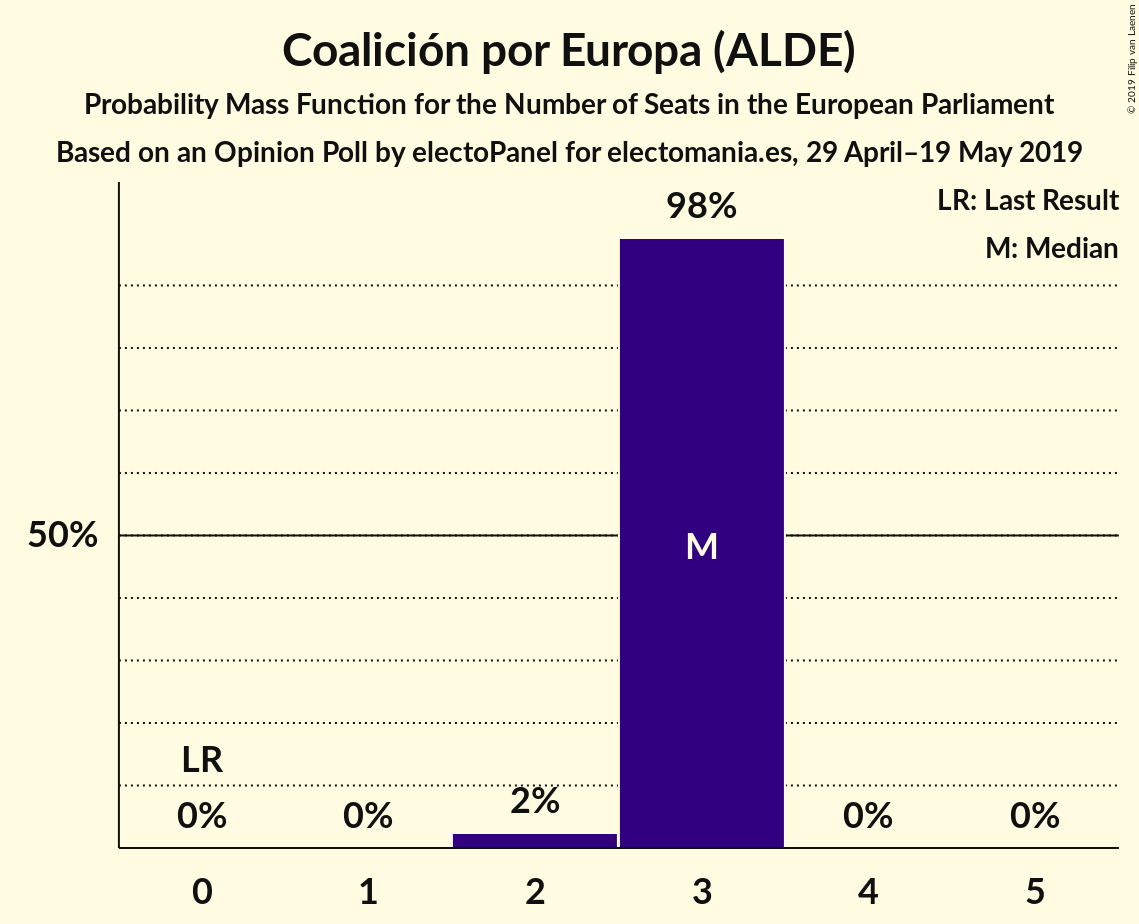 Coalición por Europa (ALDE)
Probability Mass Function for the Number of Seats in the European Parliament
Based on an Opinion Poll by electoPanel for electomania.es, 29 April–19 May 2019
© 2019 Filip van Laenen
LR: Last Result
M: Median
98%
50%
M
LR
0%
0%
2%
0%
0%
0
1
2
3
4
5